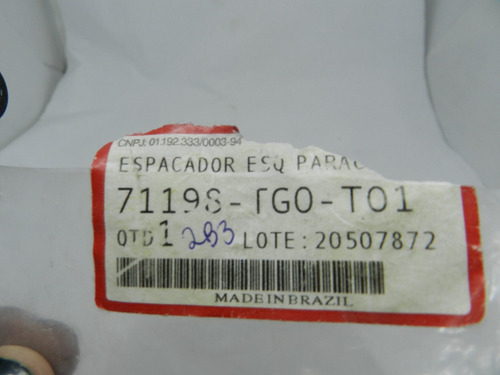 CNPJ: 01.192.333/0003-94
ESPACADOR ESQ PARAC
71198-TG0-T01
QTD 1 283 LOTE: 20507872
MADE IN BRAZIL